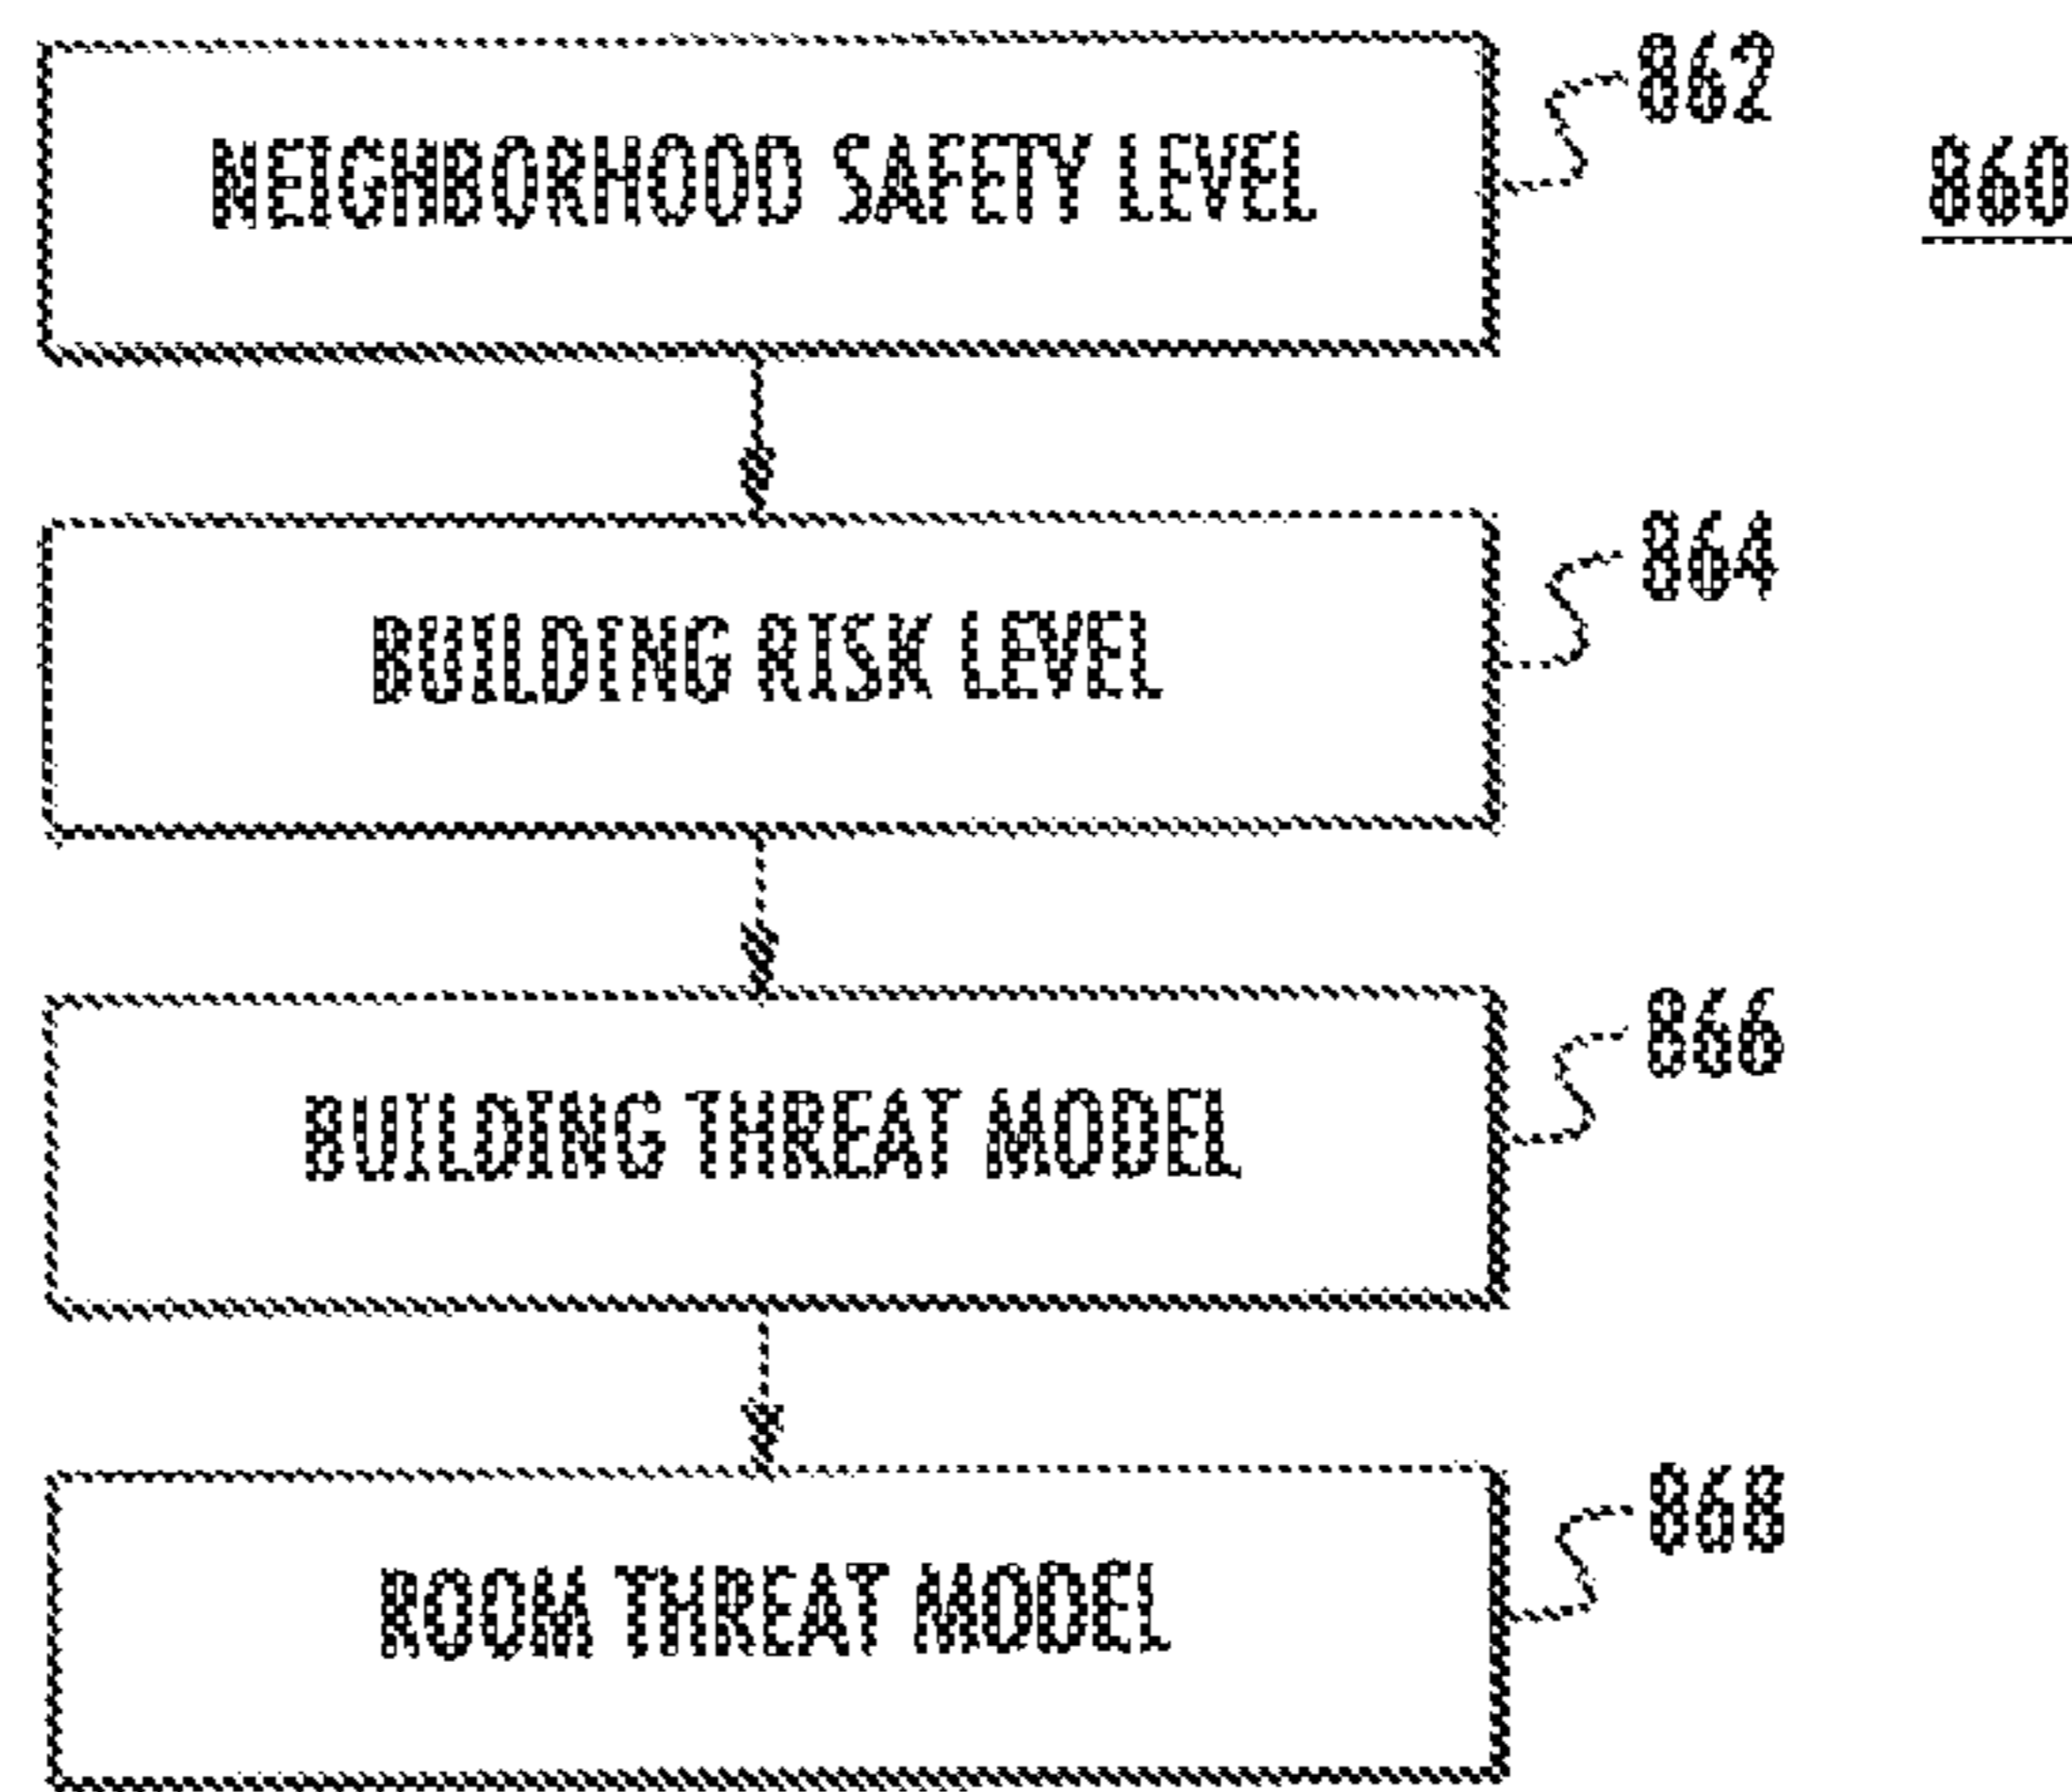 NEIGHBORHOOD SAFETY LEVEL
862
860
BUILDING RISK LEVEL
864
BUILDING THREAT MODEL
866
ROOM THREAT MODEL
868